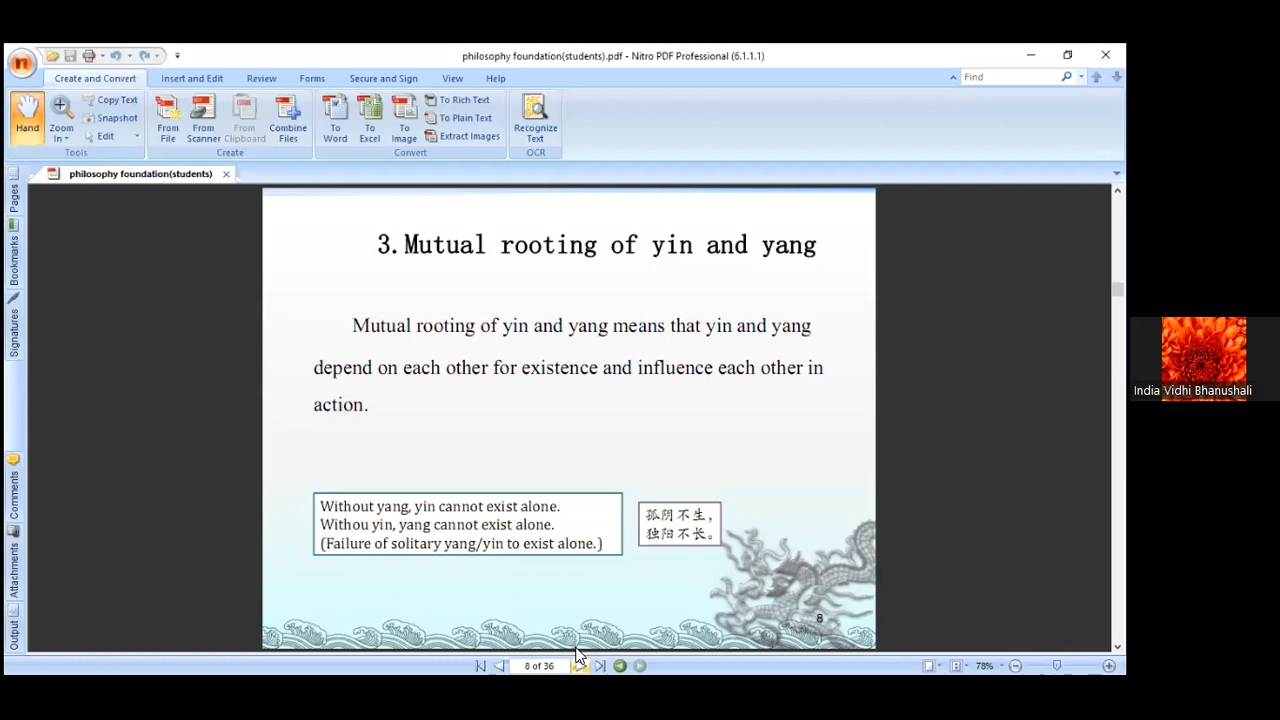 philosophy foundation(students).pdf - Nitro PDF Professional (6.1.1.1)
Create and Convert Insert and Edit Review Forms Secure and Sign View Help Find
Hand Zoom In Copy Text Snapshot Edit Tools
From File From Scanner From Clipboard Combine Files Create
To Word To Excel To Image To Rich Text To Plain Text Extract Images Convert
Recognize Text OCR
philosophy foundation(students)
Pages
Bookmarks
Signatures
Comments
Attachments
Output
3.Mutual rooting of yin and yang
Mutual rooting of yin and yang means that yin and yang
depend on each other for existence and influence each other in
action.
Without yang, yin cannot exist alone.
Withou yin, yang cannot exist alone.
(Failure of solitary yang/yin to exist alone.)
孤阴不生，
独阳不长。
8
8 of 36
78%
India Vidhi Bhanushali